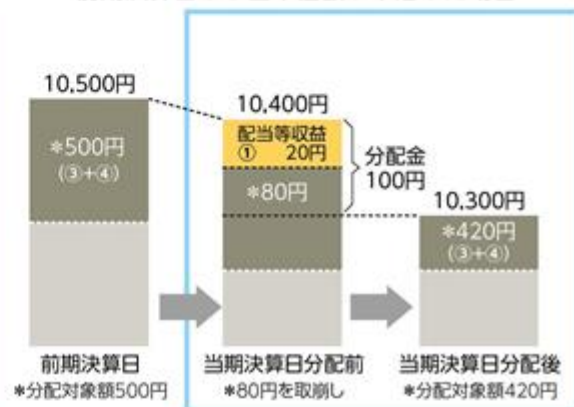 10,500円
*500円
(③+④)
前期決算日
*分配対象額500円
10,400円
配当等収益
① 20円
*80円
分配金
100円
当期決算日分配前
*80円を取崩し
10,300円
*420円
(③+④)
当期決算日分配後
*分配対象額420円